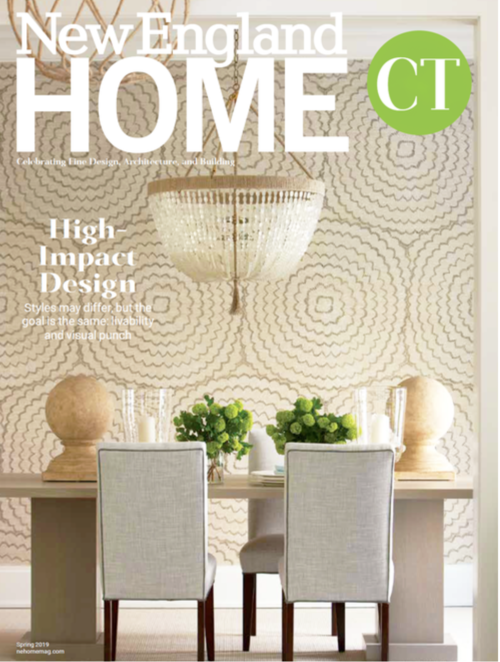 New England
HOME
CT
Celebrating Fine Design, Architecture, and Building
High-
Impact
Design
Styles may differ, but the
goal is the same: livability
and visual punch
Spring 2019
nehomemag.com